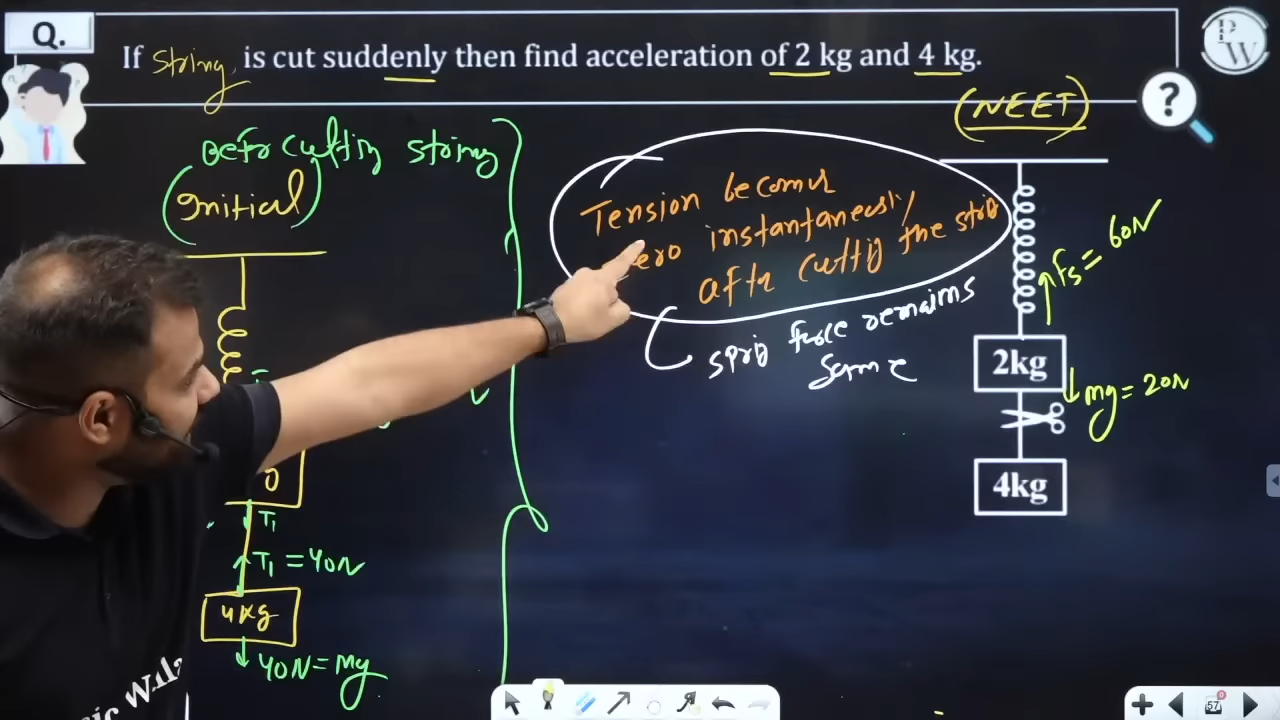 Q.
If string, is cut suddenly then find acceleration of 2 kg and 4 kg.
P
W
?
(NEET)
Befr cutting string
(Initial)
Tension becomes
zero instantaneously
after cutting the string
spring force remains
same
Fs = 60N
2kg
mg = 20N
4kg
T1
T1 = 40N
4kg
40N = mg
57